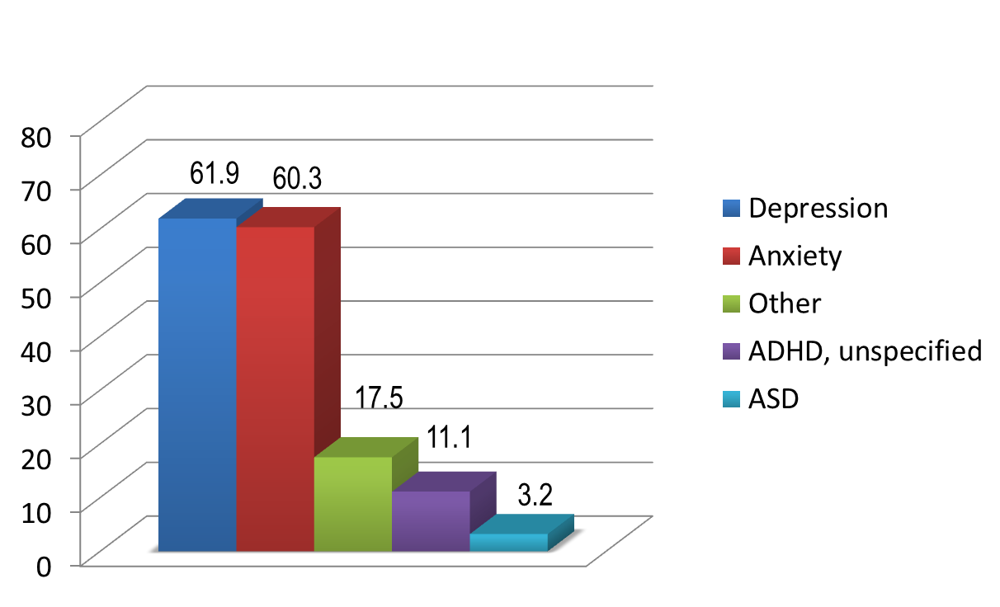 80
70
60
50
40
30
20
10
0
61.9
60.3
17.5
11.1
3.2
Depression
Anxiety
Other
ADHD, unspecified
ASD